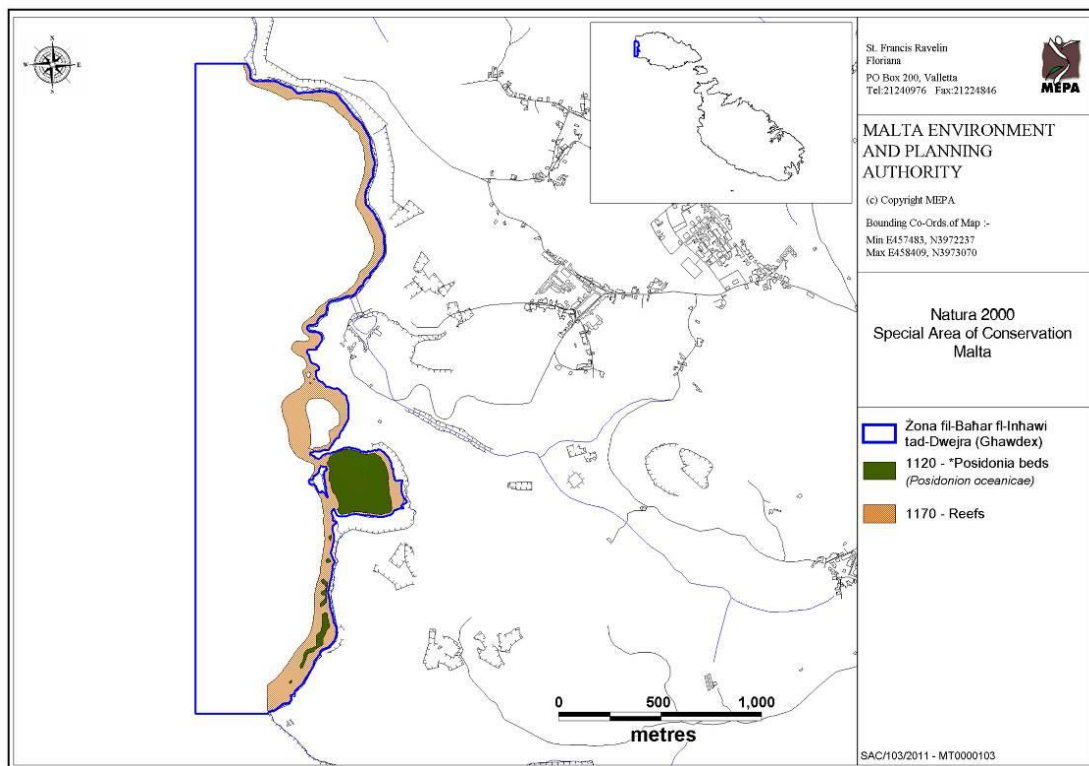 N
W
E
S
St. Francis Ravelin
Floriana
PO Box 200, Valletta
Tel:21240976 Fax:21224846
MEPA
MALTA ENVIRONMENT
AND PLANNING
AUTHORITY
(c) Copyright MEPA
Bounding Co-Ords.of Map :-
Min E457483, N3972237
Max E458409, N3973070
Natura 2000
Special Area of Conservation
Malta
Żona fil-Baħar fl-Inħawi
tad-Dwejra (Għawdex)
1120 - *Posidonia beds
(Posidonion oceanicae)
1170 - Reefs
0 500 1,000
metres
SAC/103/2011 - MT0000103